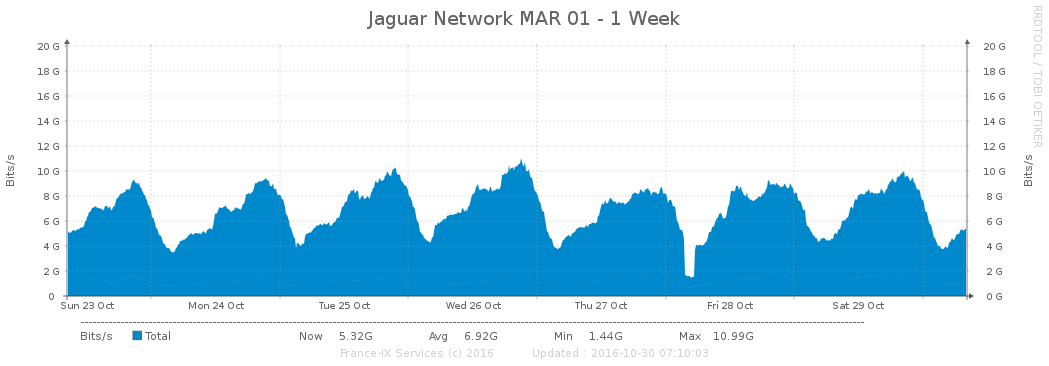 Jaguar Network MAR 01 - 1 Week
RRDTOOL / TOBI OETIKER
Bits/s
Bits/s
20 G 20 G
18 G 18 G
16 G 16 G
14 G 14 G
12 G 12 G
10 G 10 G
8 G 8 G
6 G 6 G
4 G 4 G
2 G 2 G
0 0 G
Sun 23 Oct Mon 24 Oct Tue 25 Oct Wed 26 Oct Thu 27 Oct Fri 28 Oct Sat 29 Oct
Bits/s Total Now 5.32G Avg 6.92G Min 1.44G Max 10.99G
France-IX Services (c) 2016 Updated : 2016-10-30 07:10:03